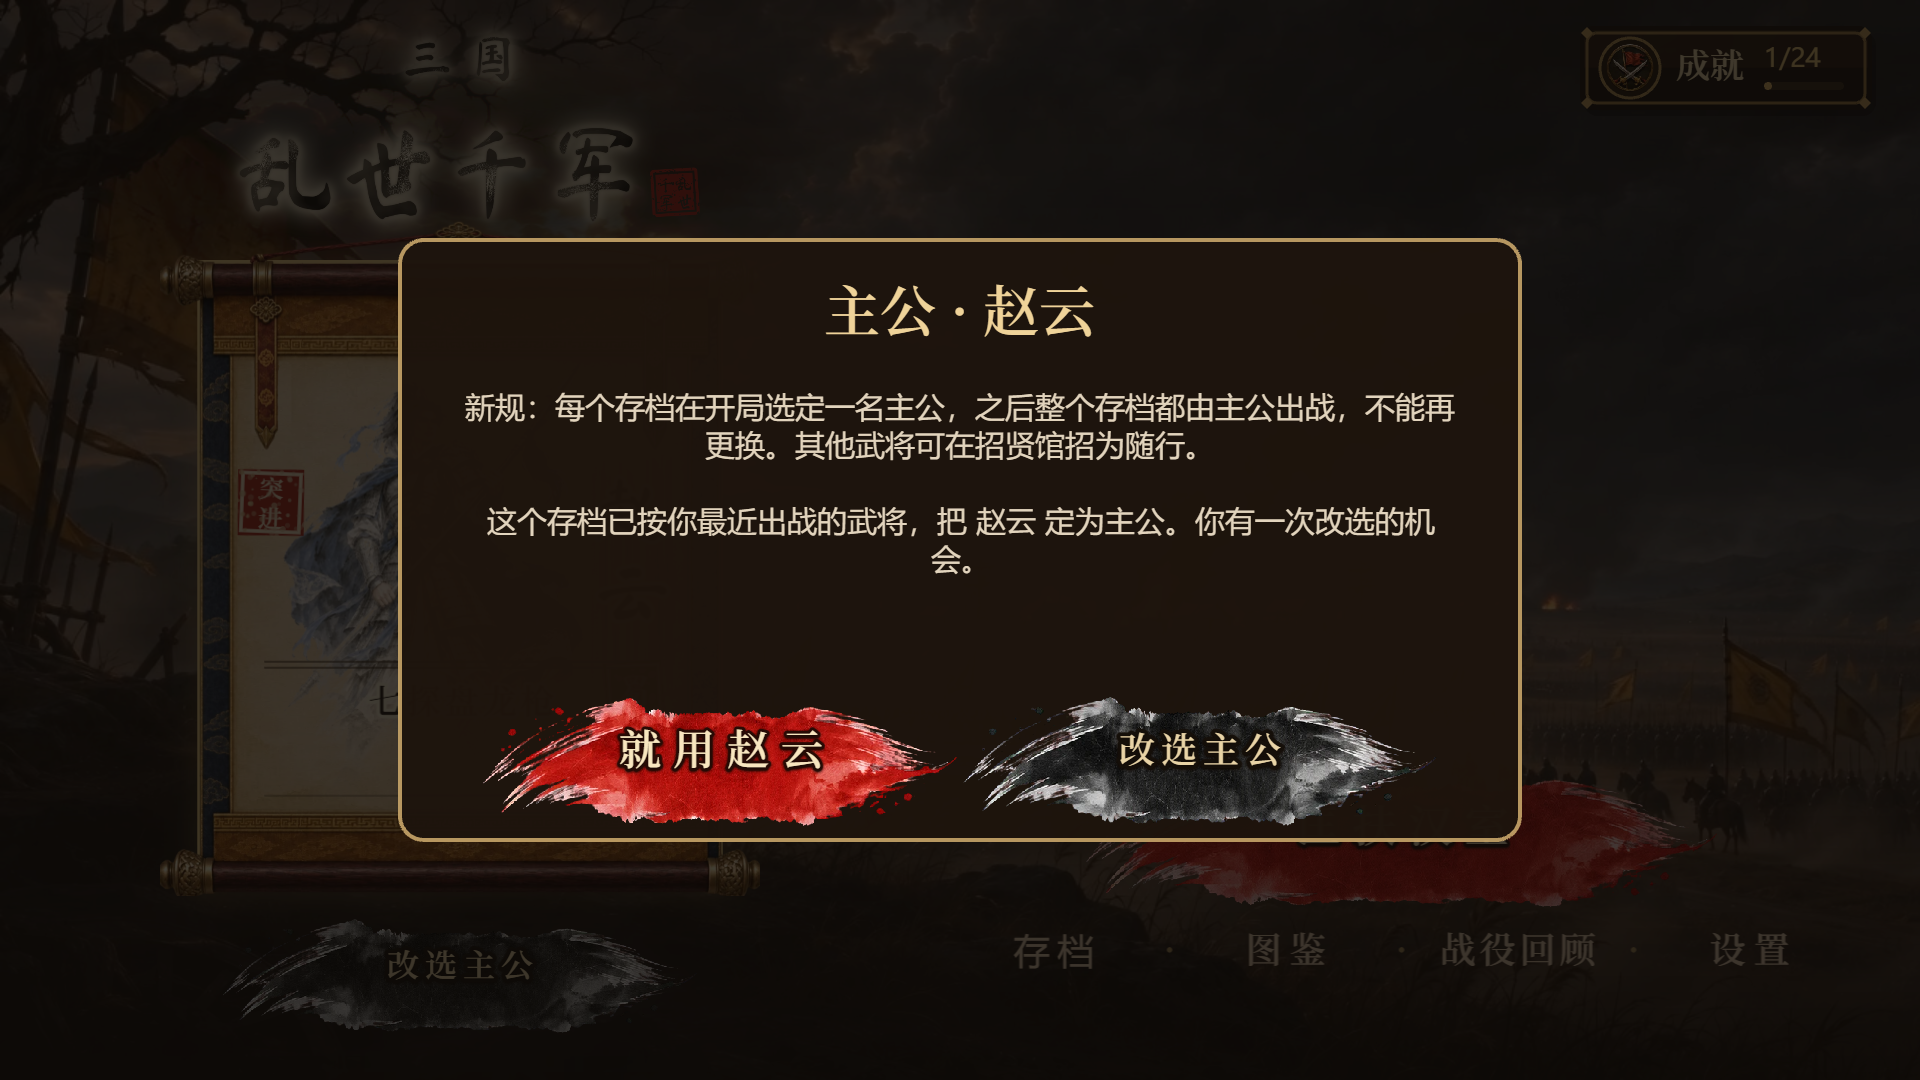 三国
乱世千军
成就 1/24
主公·赵云
新规：每个存档在开局选定一名主公，之后整个存档都由主公出战，不能再
更换。其他武将可在招贤馆招为随行。
这个存档已按你最近出战的武将，把 赵云 定为主公。你有一次改选的机
会。
突进
七
就用赵云
改选主公
改选主公
存档 · 图鉴 · 战役回顾 · 设置